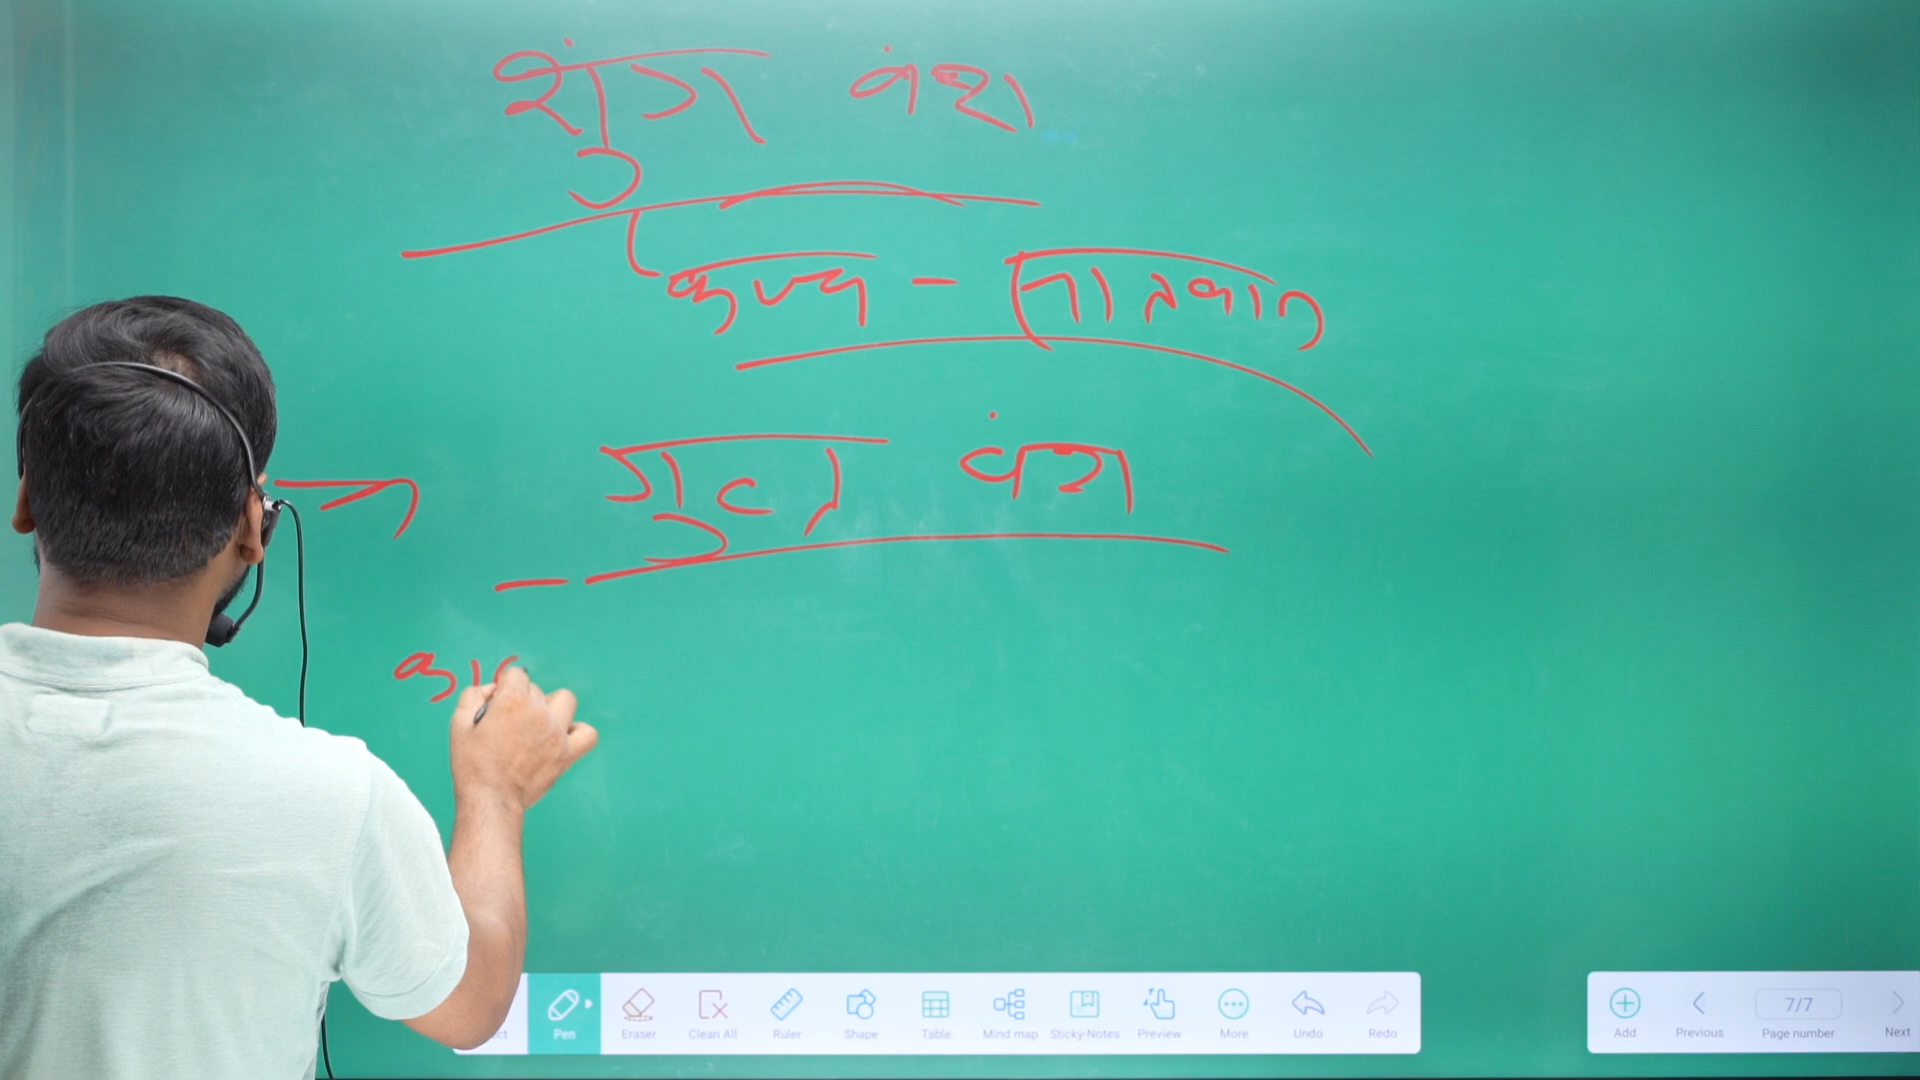 शुंग वंश
कण्व - सातवाहन
गुप्त वंश
Pen Eraser Clean All Ruler Shape Table Mind map Sticky-Notes Preview More Undo Redo
Add Previous 7/7 Page number Next